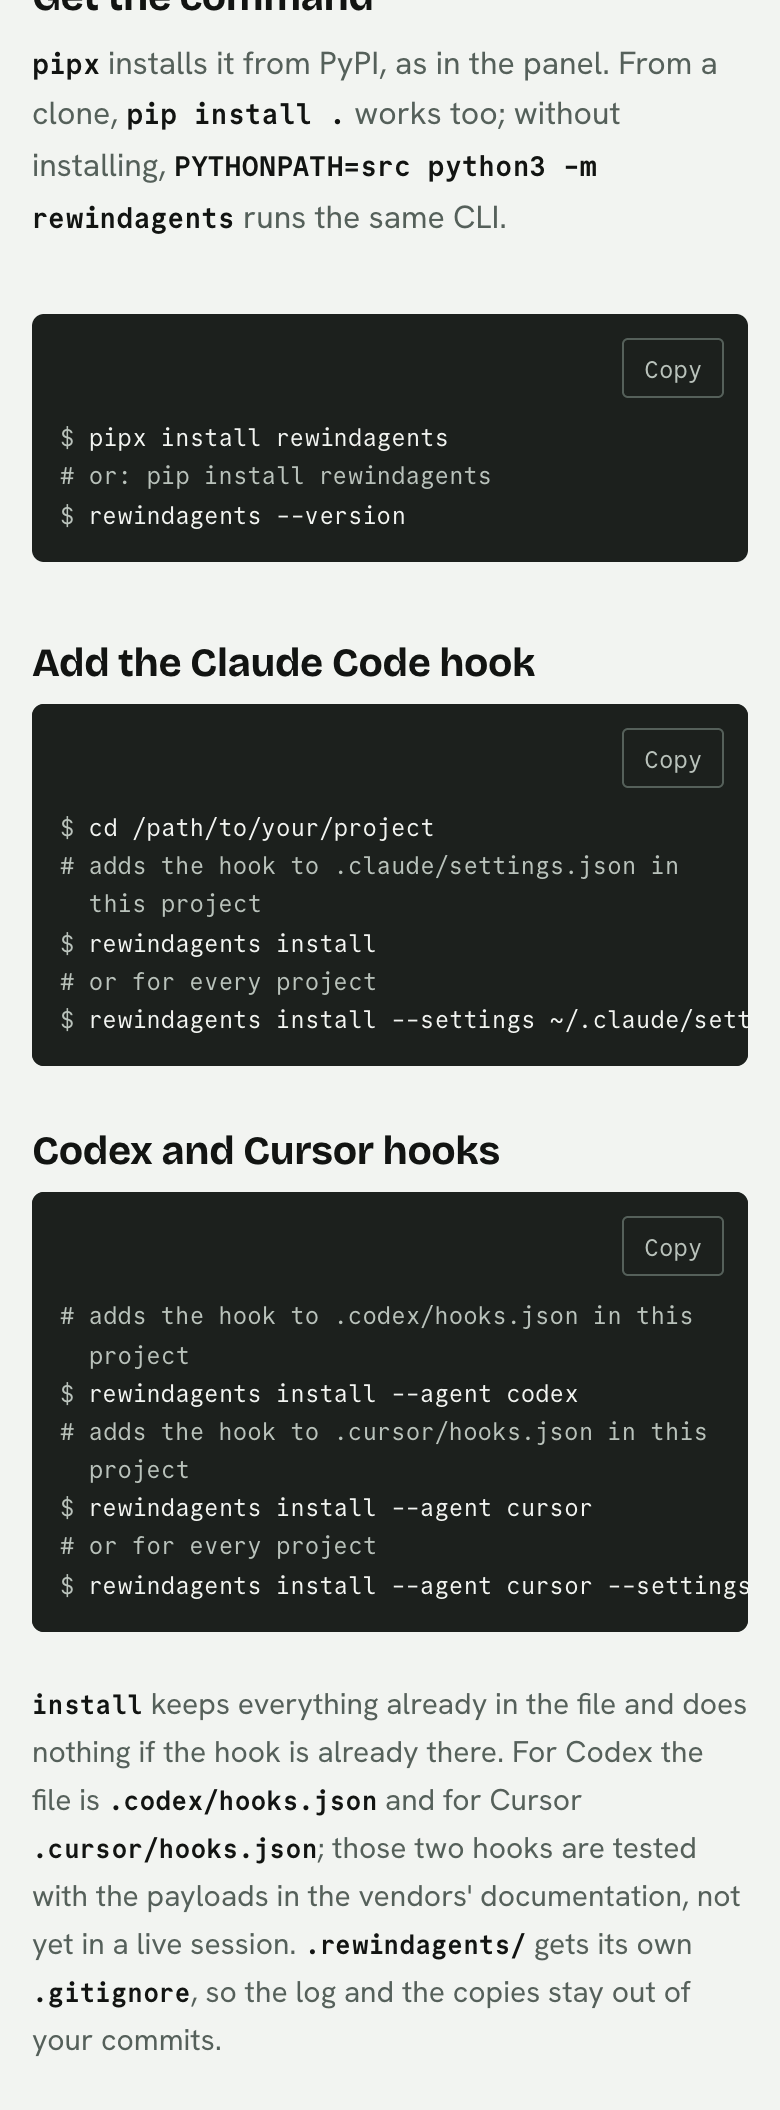 Get the command
pipx installs it from PyPI, as in the panel. From a
clone, pip install . works too; without
installing, PYTHONPATH=src python3 -m
rewindagents runs the same CLI.
Copy
$ pipx install rewindagents
# or: pip install rewindagents
$ rewindagents --version
Add the Claude Code hook
Copy
$ cd /path/to/your/project
# adds the hook to .claude/settings.json in
this project
$ rewindagents install
# or for every project
$ rewindagents install --settings ~/.claude/sett
Codex and Cursor hooks
Copy
# adds the hook to .codex/hooks.json in this
project
$ rewindagents install --agent codex
# adds the hook to .cursor/hooks.json in this
project
$ rewindagents install --agent cursor
# or for every project
$ rewindagents install --agent cursor --settings
install keeps everything already in the file and does
nothing if the hook is already there. For Codex the
file is .codex/hooks.json and for Cursor
.cursor/hooks.json; those two hooks are tested
with the payloads in the vendors' documentation, not
yet in a live session. .rewindagents/ gets its own
.gitignore, so the log and the copies stay out of
your commits.